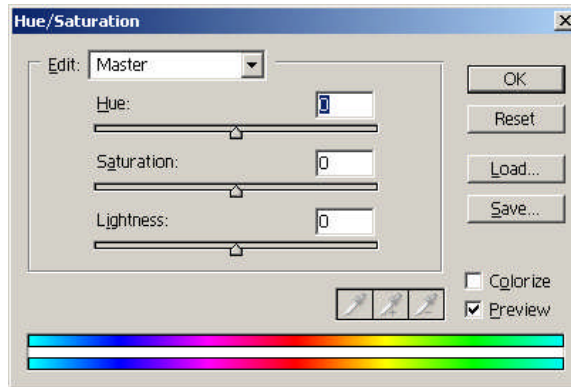 Hue/Saturation
Edit: Master
OK
Hue: 0
Reset
Saturation: 0
Load...
Lightness: 0
Save...
Colorize
Preview